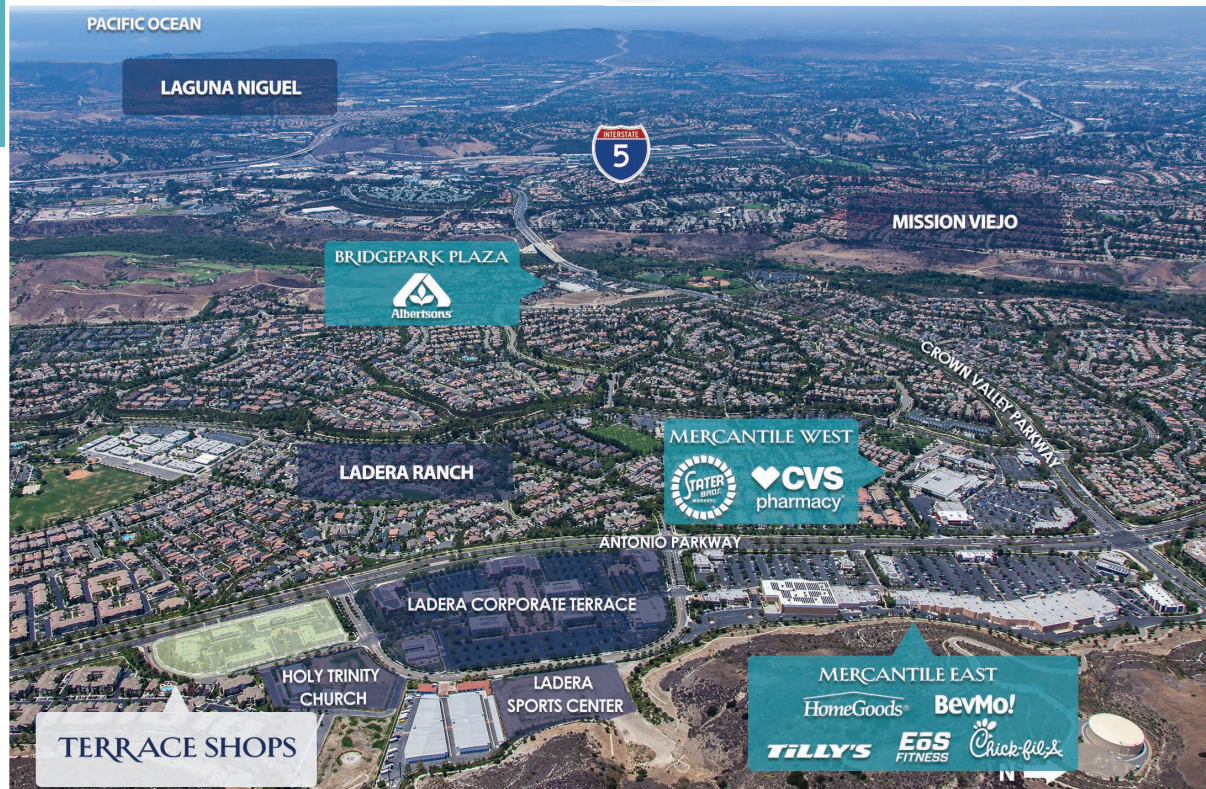 PACIFIC OCEAN
LAGUNA NIGUEL
INTERSTATE
5
MISSION VIEJO
BRIDGEPARK PLAZA
Albertsons
CROWN VALLEY PARKWAY
MERCANTILE WEST
STATER
BROS.
MARKETS
CVS
pharmacy
LADERA RANCH
ANTONIO PARKWAY
LADERA CORPORATE TERRACE
HOLY TRINITY
CHURCH
LADERA
SPORTS CENTER
MERCANTILE EAST
HomeGoods®
BevMo!
TILLY'S
EōS
FITNESS
Chick-fil-A
TERRACE SHOPS
N